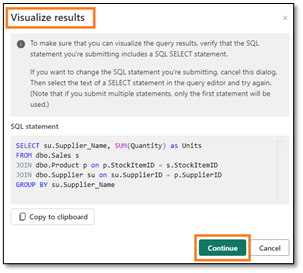 Visualize results
To make sure that you can visualize the query results, verify that the SQL
statement you're submitting includes a SQL SELECT statement.
If you want to change the SQL statement you're submitting, cancel this dialog.
Then select the text of a SELECT statement in the query editor and try again.
(Note that if you submit multiple statements, only the first statement will be
used.)
SQL statement
SELECT su.Supplier_Name, SUM(Quantity) as Units
FROM dbo.Sales s
JOIN dbo.Product p on p.StockItemID = s.StockItemID
JOIN dbo.Supplier su on su.SupplierID = p.SupplierID
GROUP BY su.Supplier_Name
Copy to clipboard
Continue Cancel